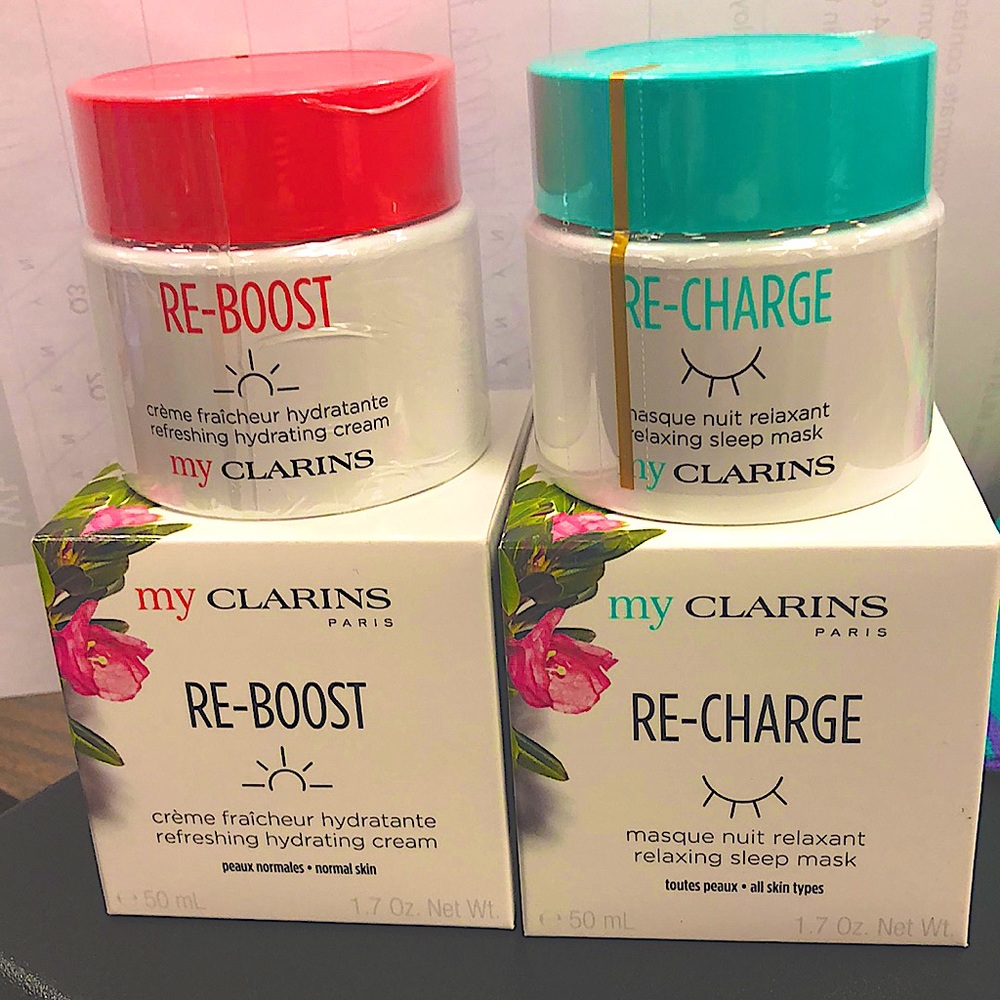 RE-BOOST
crème fraîcheur hydratante
refreshing hydrating cream
my CLARINS
RE-CHARGE
masque nuit relaxant
relaxing sleep mask
my CLARINS
my CLARINS
PARIS
RE-BOOST
crème fraîcheur hydratante
refreshing hydrating cream
peaux normales • normal skin
50 mL 1.7 Oz. Net Wt.
my CLARINS
PARIS
RE-CHARGE
masque nuit relaxant
relaxing sleep mask
toutes peaux • all skin types
50 mL 1.7 Oz. Net Wt.